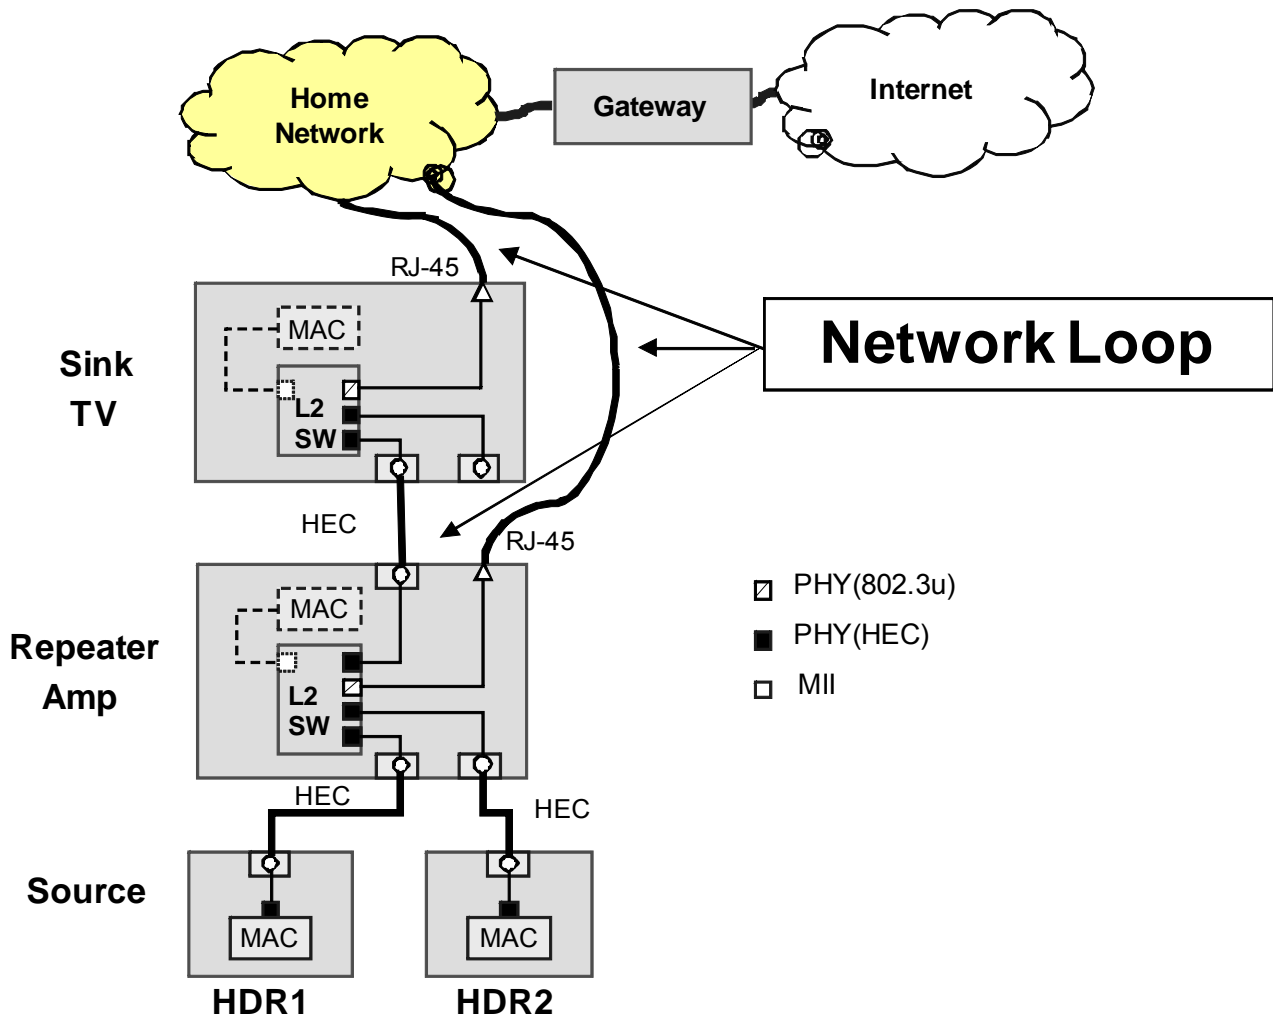 Home
Network
Gateway
Internet
RJ-45
MAC
L2
SW
Sink
TV
Network Loop
HEC
RJ-45
MAC
L2
SW
Repeater
Amp
PHY(802.3u)
PHY(HEC)
MII
HEC
HEC
Source
MAC
MAC
HDR1
HDR2